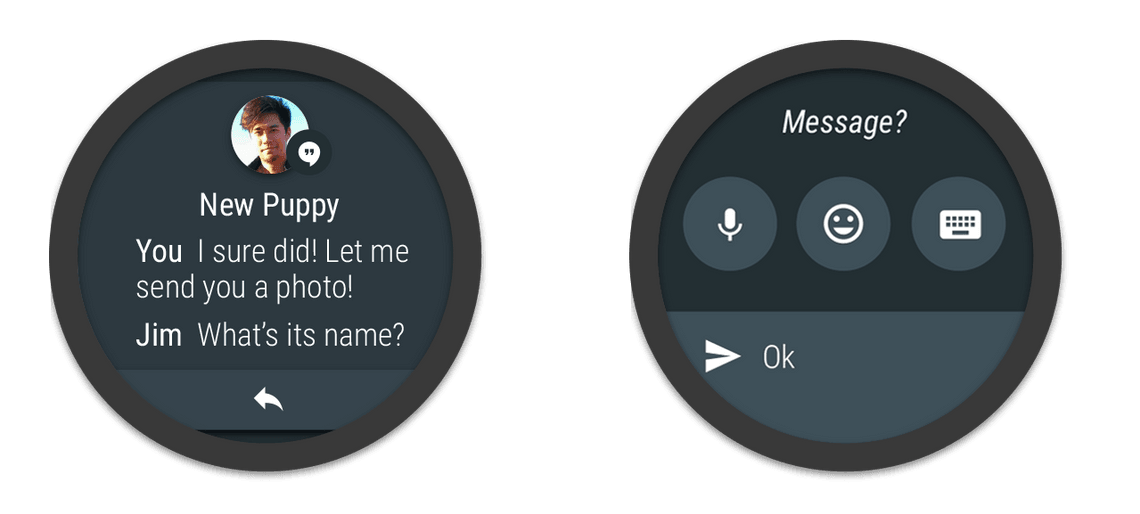 New Puppy
You I sure did! Let me
send you a photo!
Jim What's its name?
Message?
Ok